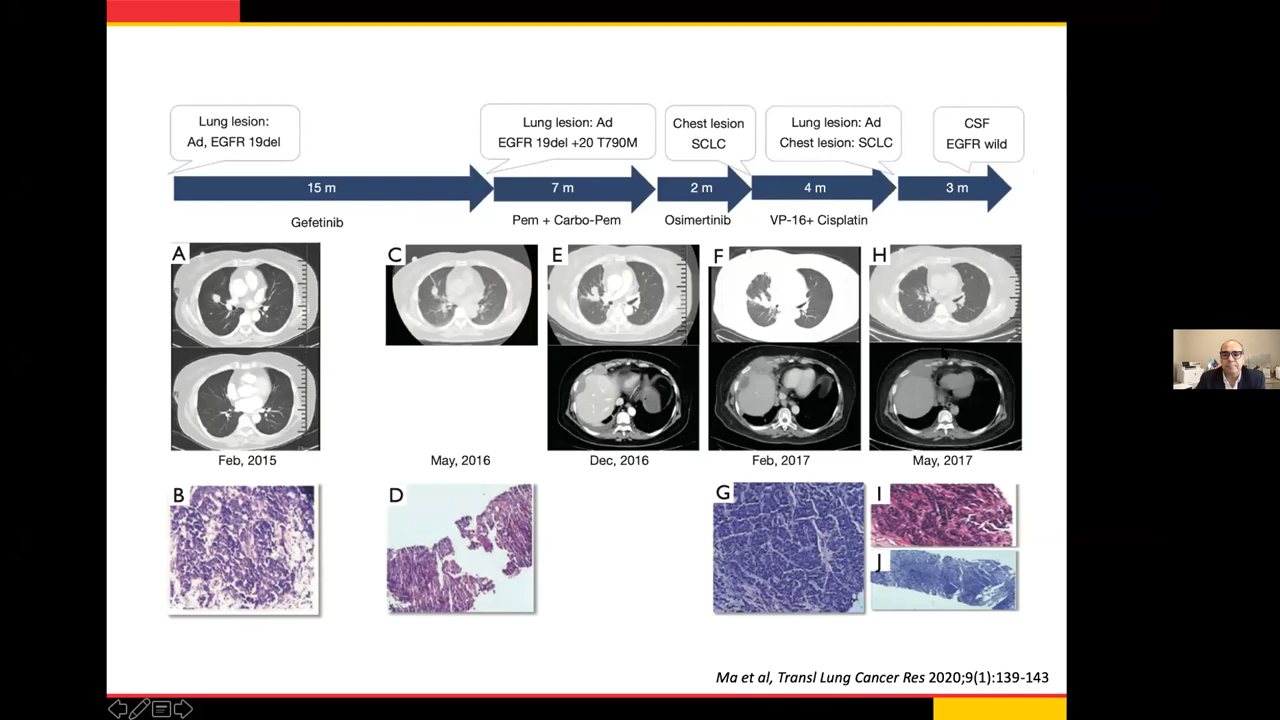 Lung lesion:
Ad, EGFR 19del
Lung lesion: Ad
EGFR 19del +20 T790M
Chest lesion
SCLC
Lung lesion: Ad
Chest lesion: SCLC
CSF
EGFR wild
15 m
7 m
2 m
4 m
3 m
Gefetinib
Pem + Carbo-Pem
Osimertinib
VP-16+ Cisplatin
A
C
E
F
H
Feb, 2015
May, 2016
Dec, 2016
Feb, 2017
May, 2017
B
D
G
I
J
Ma et al, Transl Lung Cancer Res 2020;9(1):139-143